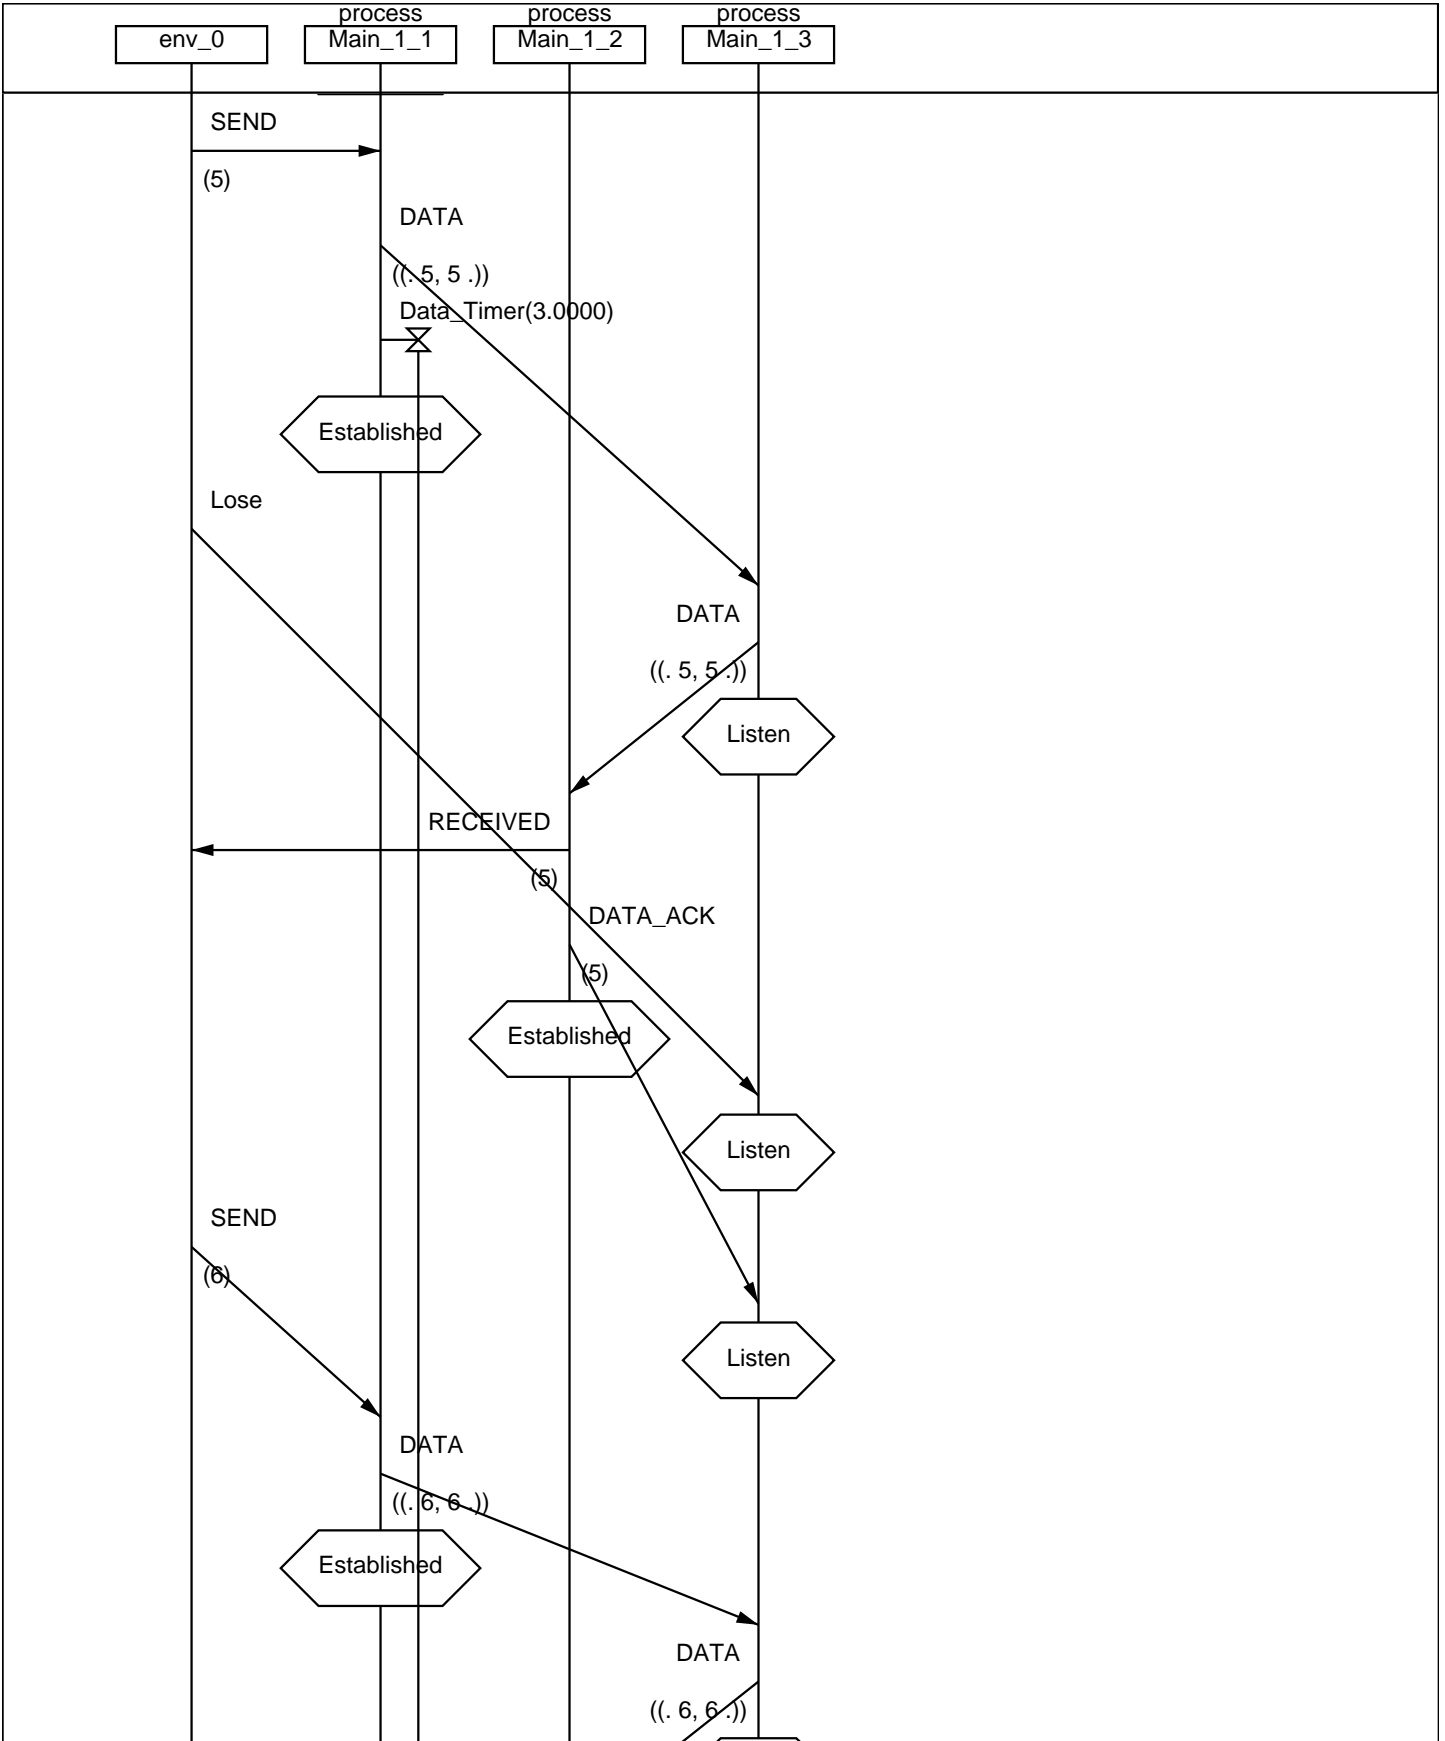 process
process
process
env_0
Main_1_1
Main_1_2
Main_1_3
SEND
(5)
DATA
((. 5, 5 .))
Data_Timer(3.0000)
Established
Lose
DATA
((. 5, 5 .))
Listen
RECEIVED
(5)
DATA_ACK
(5)
Established
Listen
SEND
(6)
Listen
DATA
((. 6, 6 .))
Established
DATA
((. 6, 6 .))